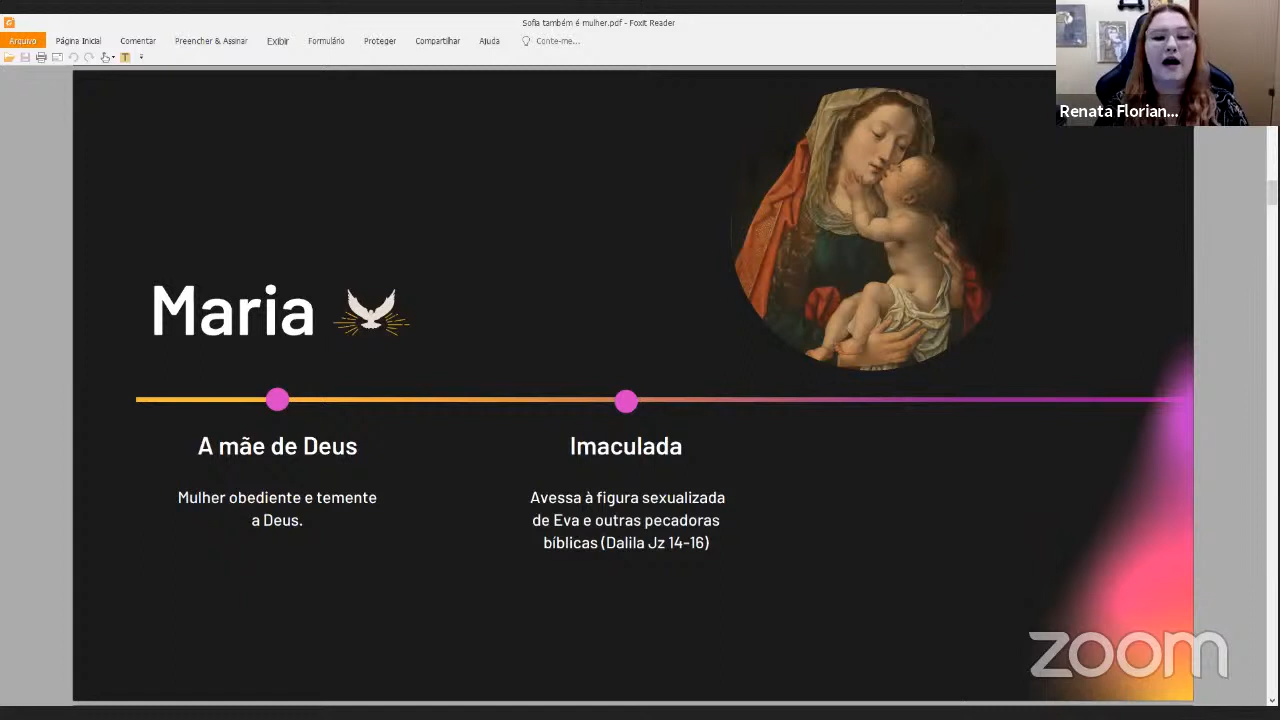 Sofia também é mulher.pdf - Foxit Reader
Arquivo Página Inicial Comentar Preencher & Assinar Exibir Formulário Proteger Compartilhar Ajuda Conte-me...
Renata Florian...
Maria
A mãe de Deus
Mulher obediente e temente
a Deus.
Imaculada
Avessa à figura sexualizada
de Eva e outras pecadoras
bíblicas (Dalila Jz 14-16)
zoom